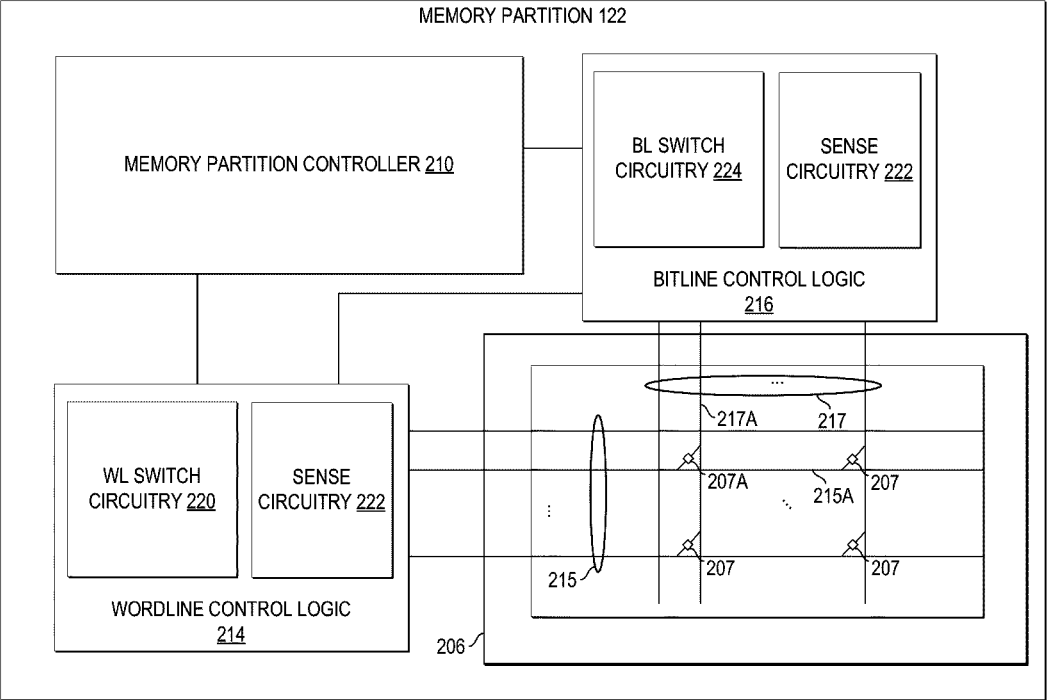 MEMORY PARTITION 122
MEMORY PARTITION CONTROLLER 210
BL SWITCH
CIRCUITRY 224
SENSE
CIRCUITRY 222
BITLINE CONTROL LOGIC
216
...
217A
217
WL SWITCH
CIRCUITRY 220
SENSE
CIRCUITRY 222
WORDLINE CONTROL LOGIC
214
207A
215A
207
...
...
215
207
207
206